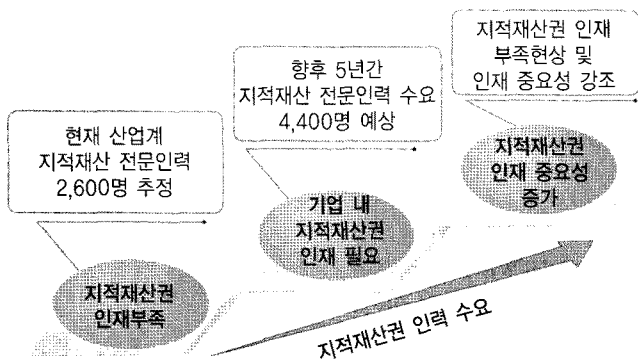 현재 산업계
지적재산 전문인력
2,600명 추정
지적재산권
인재부족
향후 5년간
지적재산 전문인력 수요
4,400명 예상
기업 내
지적재산권
인재 필요
지적재산권 인재
부족현상 및
인재 중요성 강조
지적재산권
인재 중요성
증가
지적재산권 인력 수요